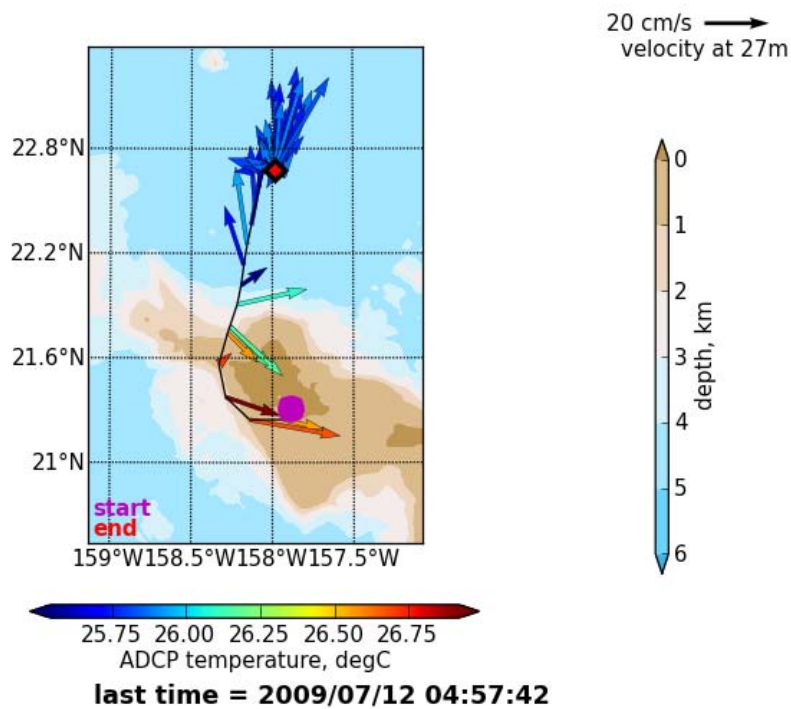 20 cm/s
velocity at 27m
22.8°N
22.2°N
21.6°N
21°N
start
end
159°W158.5°W158°W157.5°W
0
1
2
3
4
5
6
depth, km
25.75 26.00 26.25 26.50 26.75
ADCP temperature, degC
last time = 2009/07/12 04:57:42